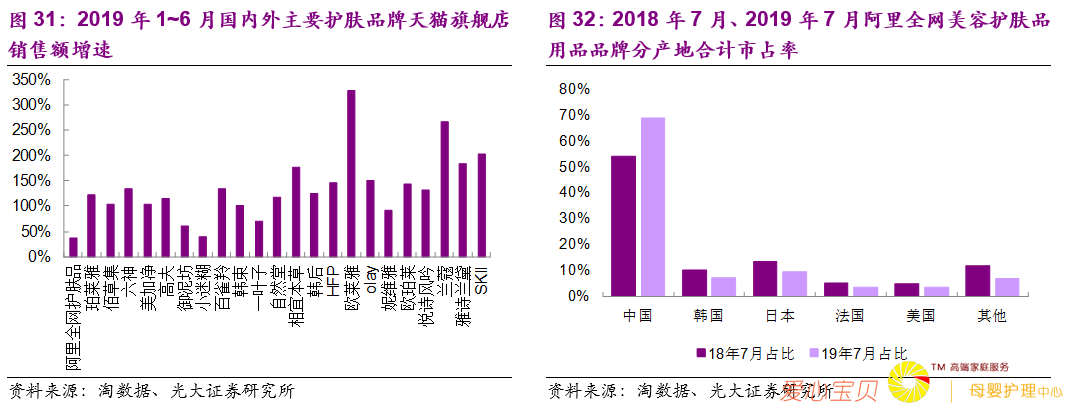 图 31：2019 年 1~6 月国内外主要护肤品牌天猫旗舰店
销售额增速
350%
300%
250%
200%
150%
100%
50%
0%
阿里全网护肤品
珀莱雅
佰草集
六神
美加净
高夫
御泥坊
小迷糊
百雀羚
韩束
一叶子
自然堂
相宜本草
韩后
HFP
欧莱雅
olay
妮维雅
欧珀莱
悦诗风吟
兰蔻
雅诗兰黛
SKII
资料来源：淘数据、光大证券研究所
图 32：2018 年 7 月、2019 年 7 月阿里全网美容护肤品
用品品牌分产地合计市占率
80%
70%
60%
50%
40%
30%
20%
10%
0%
中国 韩国 日本 法国 美国 其他
18年7月占比 19年7月占比
资料来源：淘数据、光大证券研究所
爱心宝贝
TM 高端家庭服务
母婴护理中心